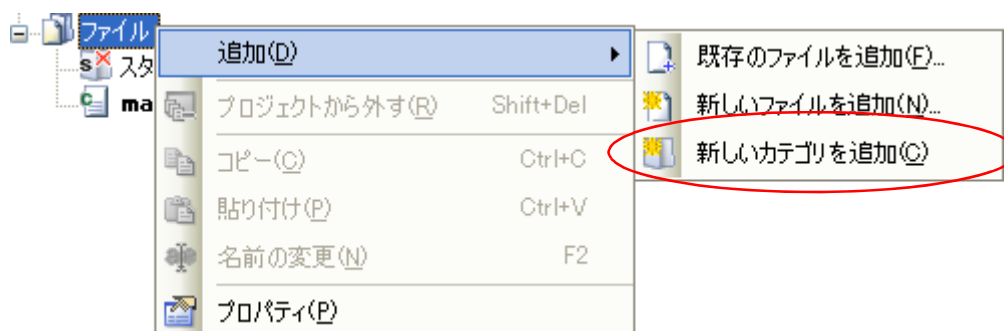 ファイル
スタ
ma
追加(D)
プロジェクトから外す(R) Shift+Del
コピー(C) Ctrl+C
貼り付け(P) Ctrl+V
名前の変更(N) F2
プロパティ(P)
既存のファイルを追加(F)...
新しいファイルを追加(N)...
新しいカテゴリを追加(C)